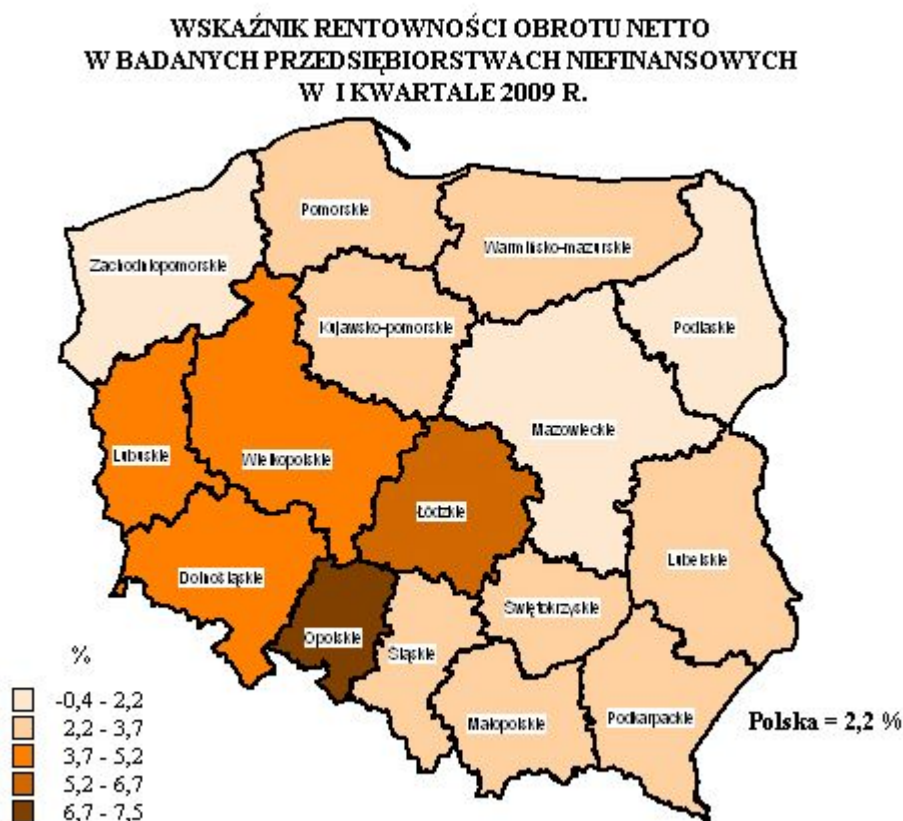 WSKAŹNIK RENTOWNOŚCI OBROTU NETTO
W BADANYCH PRZEDSIĘBIORSTWACH NIEFINANSOWYCH
W I KWARTALE 2009 R.
Pomorskie
Warmińsko-mazurskie
Zachodniopomorskie
Kujawsko-pomorskie
Podlaskie
Mazowieckie
Lubuskie
Wielkopolskie
Łódzkie
Lubelskie
Dolnośląskie
Świętokrzyskie
Opolskie
Śląskie
Małopolskie
Podkarpackie
%
-0,4 - 2,2
2,2 - 3,7
3,7 - 5,2
5,2 - 6,7
6,7 - 7,5
Polska = 2,2 %